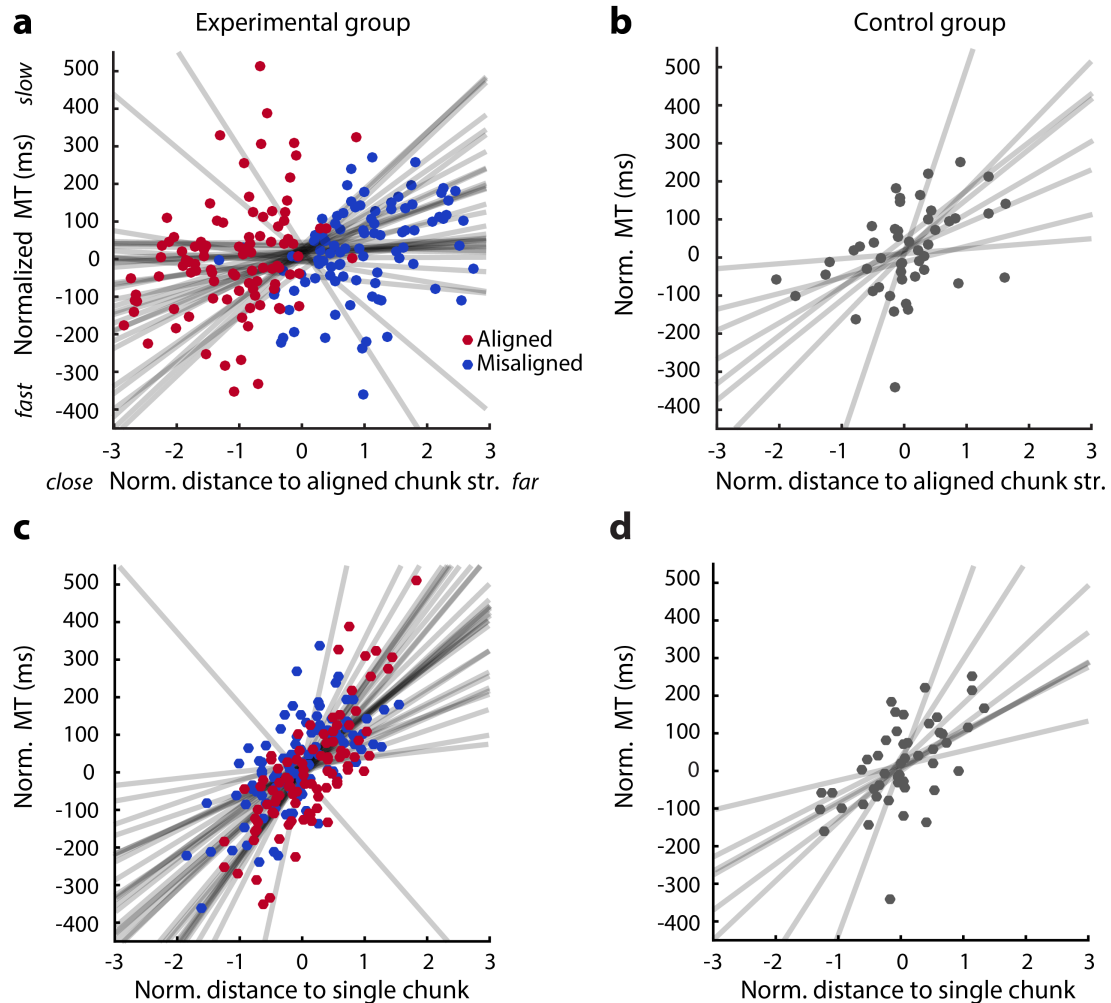 a
Experimental group
slow
fast
Normalized MT (ms)
500
400
300
200
100
0
-100
-200
-300
-400
Aligned
Misaligned
-3 -2 -1 0 1 2 3
close Norm. distance to aligned chunk str. far
b
Control group
Norm. MT (ms)
500
400
300
200
100
0
-100
-200
-300
-400
-3 -2 -1 0 1 2 3
Norm. distance to aligned chunk str.
c
Norm. MT (ms)
500
400
300
200
100
0
-100
-200
-300
-400
-3 -2 -1 0 1 2 3
Norm. distance to single chunk
d
Norm. MT (ms)
500
400
300
200
100
0
-100
-200
-300
-400
-3 -2 -1 0 1 2 3
Norm. distance to single chunk